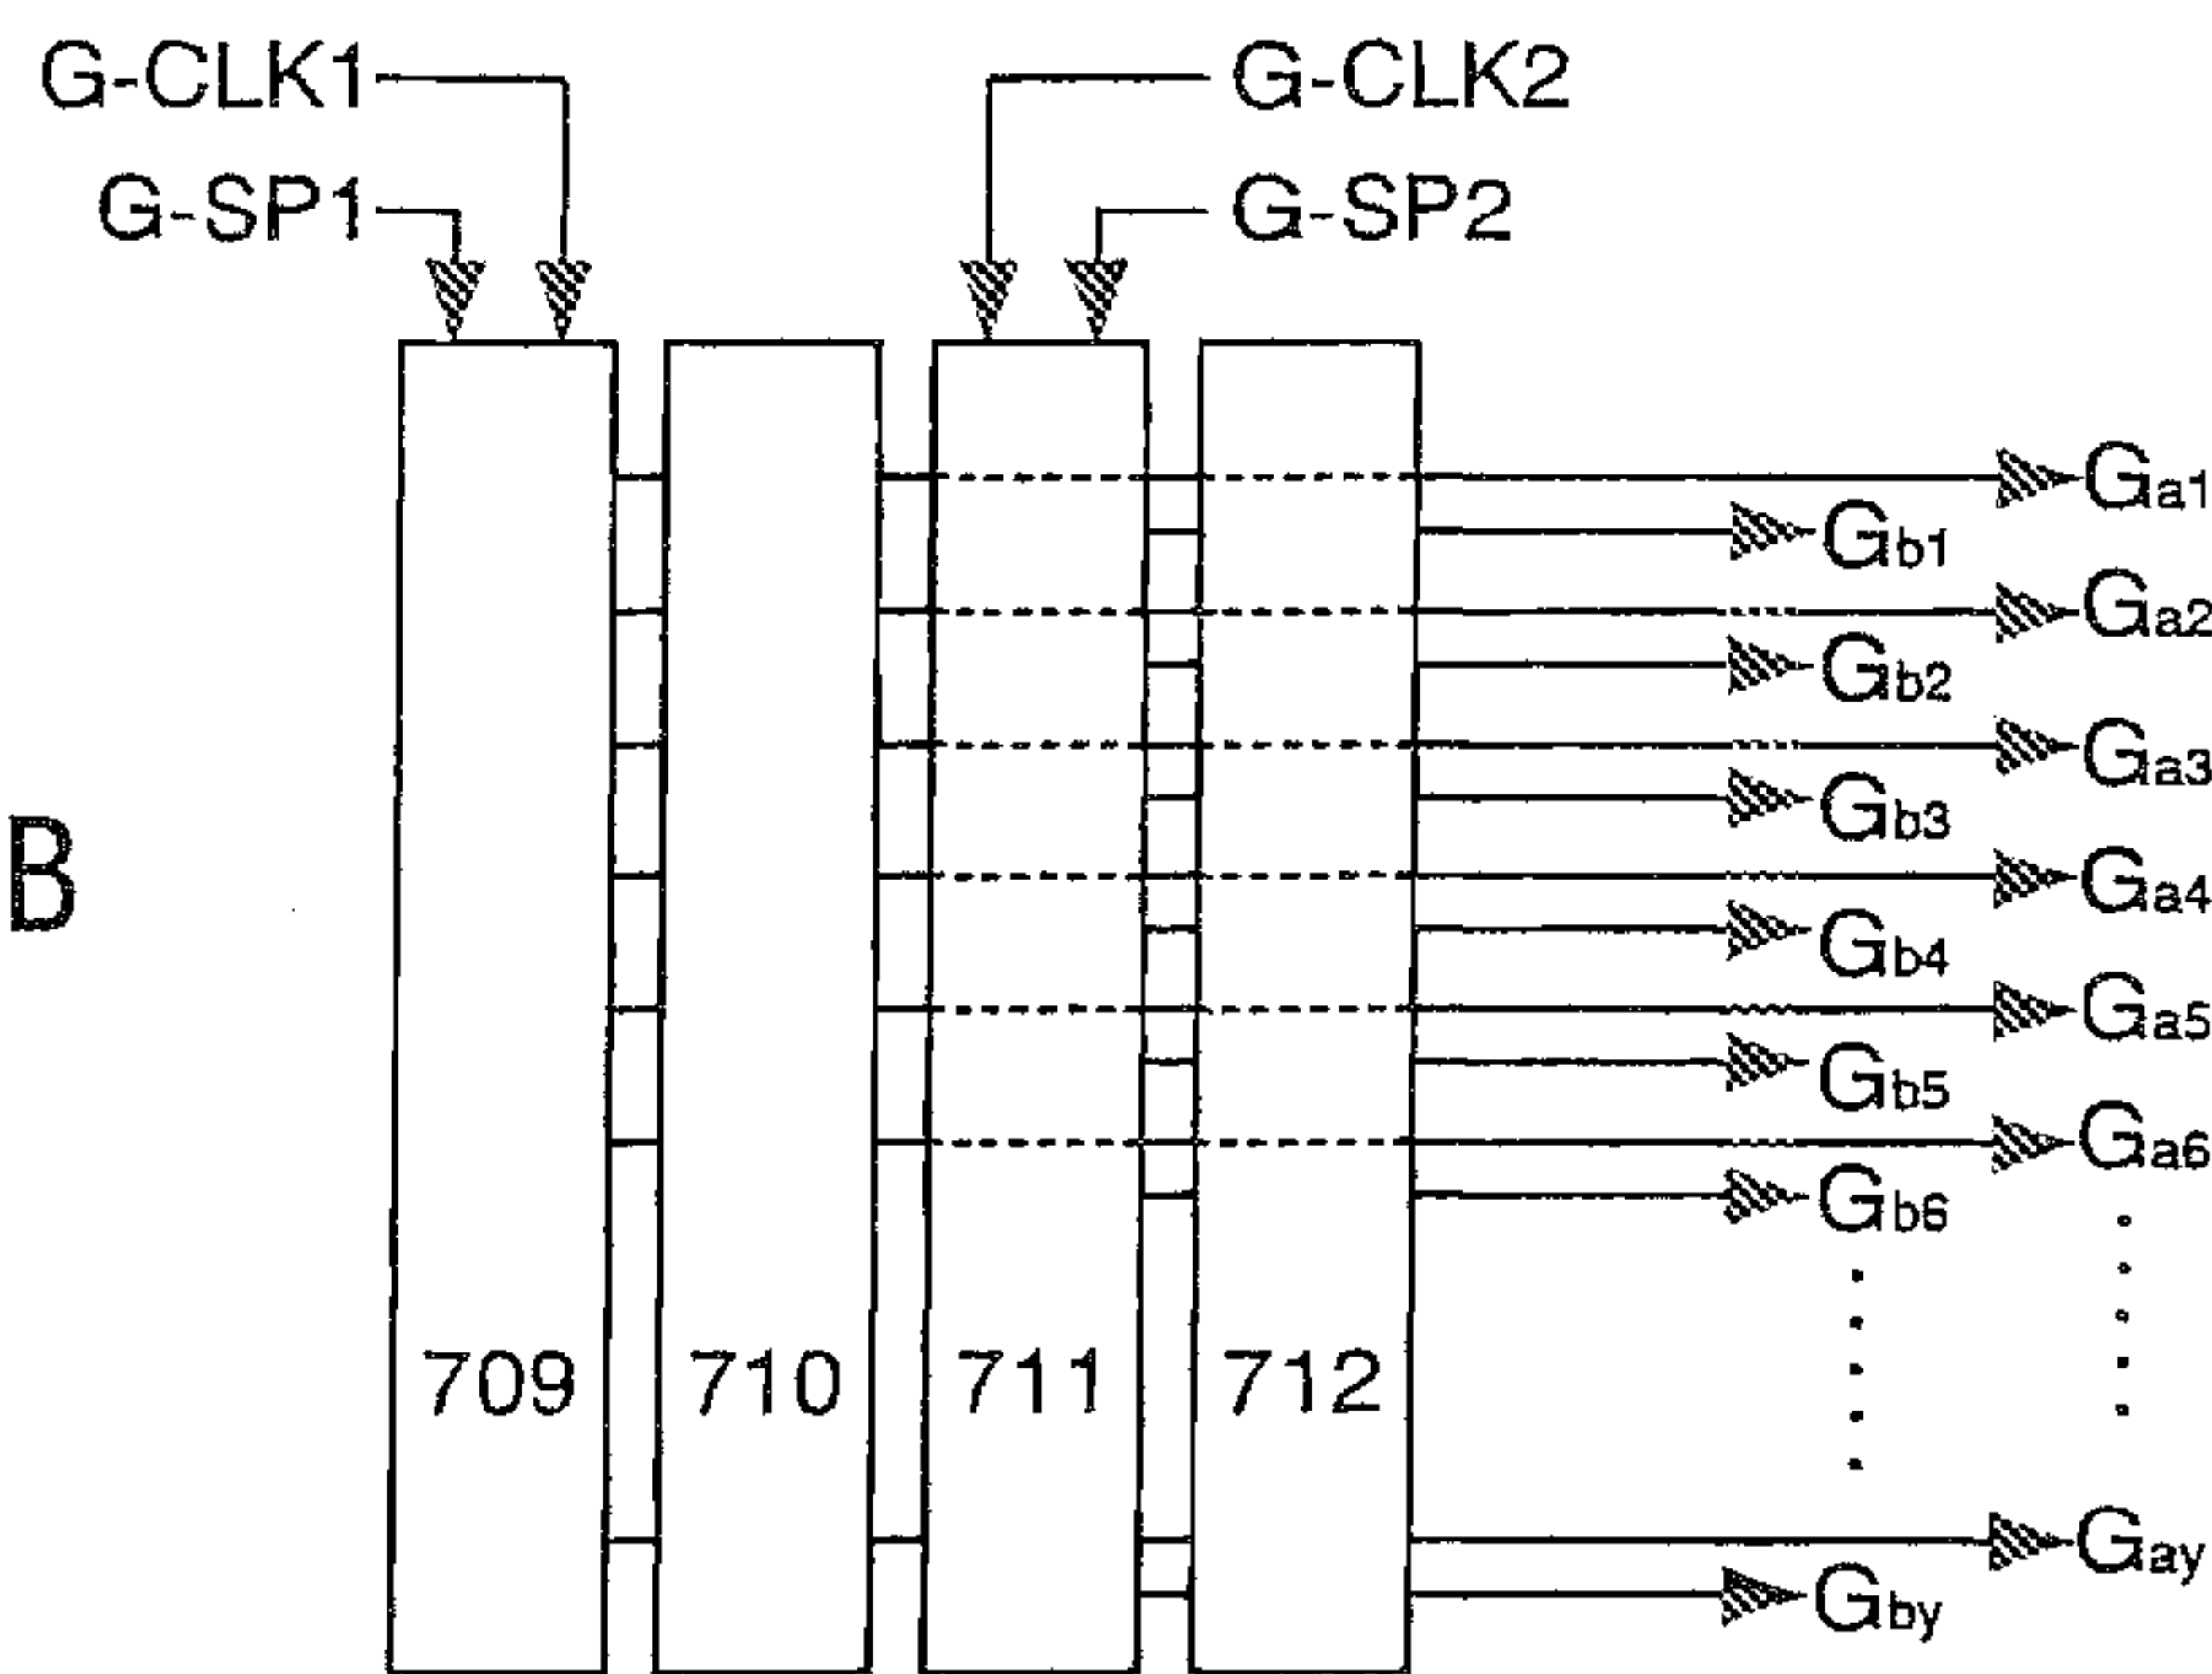 G-CLK1 G-CLK2
G-SP1 G-SP2
Ga1
Gb1
Ga2
Gb2
Ga3
Gb3
B
Ga4
Gb4
Ga5
Gb5
Ga6
Gb6
709 710 711 712
Gay
Gby